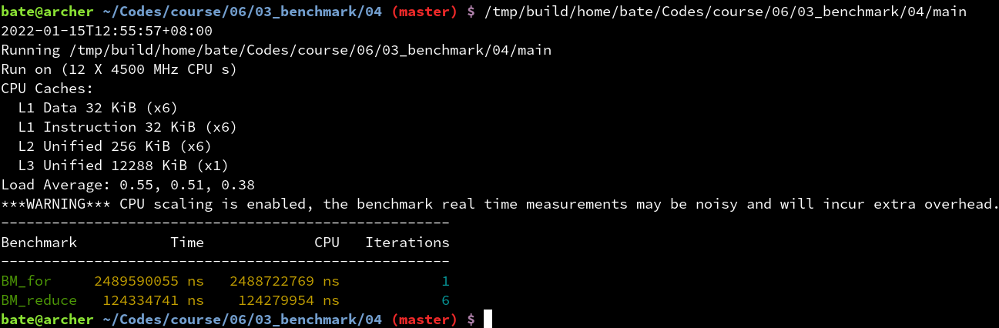 bate@archer ~/Codes/course/06/03_benchmark/04 (master) $ /tmp/build/home/bate/Codes/course/06/03_benchmark/04/main
2022-01-15T12:55:57+08:00
Running /tmp/build/home/bate/Codes/course/06/03_benchmark/04/main
Run on (12 X 4500 MHz CPU s)
CPU Caches:
  L1 Data 32 KiB (x6)
  L1 Instruction 32 KiB (x6)
  L2 Unified 256 KiB (x6)
  L3 Unified 12288 KiB (x1)
Load Average: 0.55, 0.51, 0.38
***WARNING*** CPU scaling is enabled, the benchmark real time measurements may be noisy and will incur extra overhead.
-----------------------------------------------------
Benchmark           Time             CPU   Iterations
-----------------------------------------------------
BM_for     2489590055 ns   2488722769 ns            1
BM_reduce   124334741 ns    124279954 ns            6
bate@archer ~/Codes/course/06/03_benchmark/04 (master) $